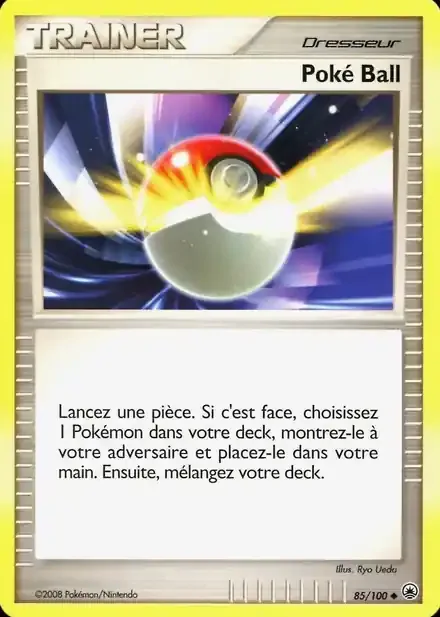 TRAINER
Dresseur
Poké Ball
Lancez une pièce. Si c'est face, choisissez
1 Pokémon dans votre deck, montrez-le à
votre adversaire et placez-le dans votre
main. Ensuite, mélangez votre deck.
Illus. Ryo Ueda
©2008 Pokémon/Nintendo
85/100